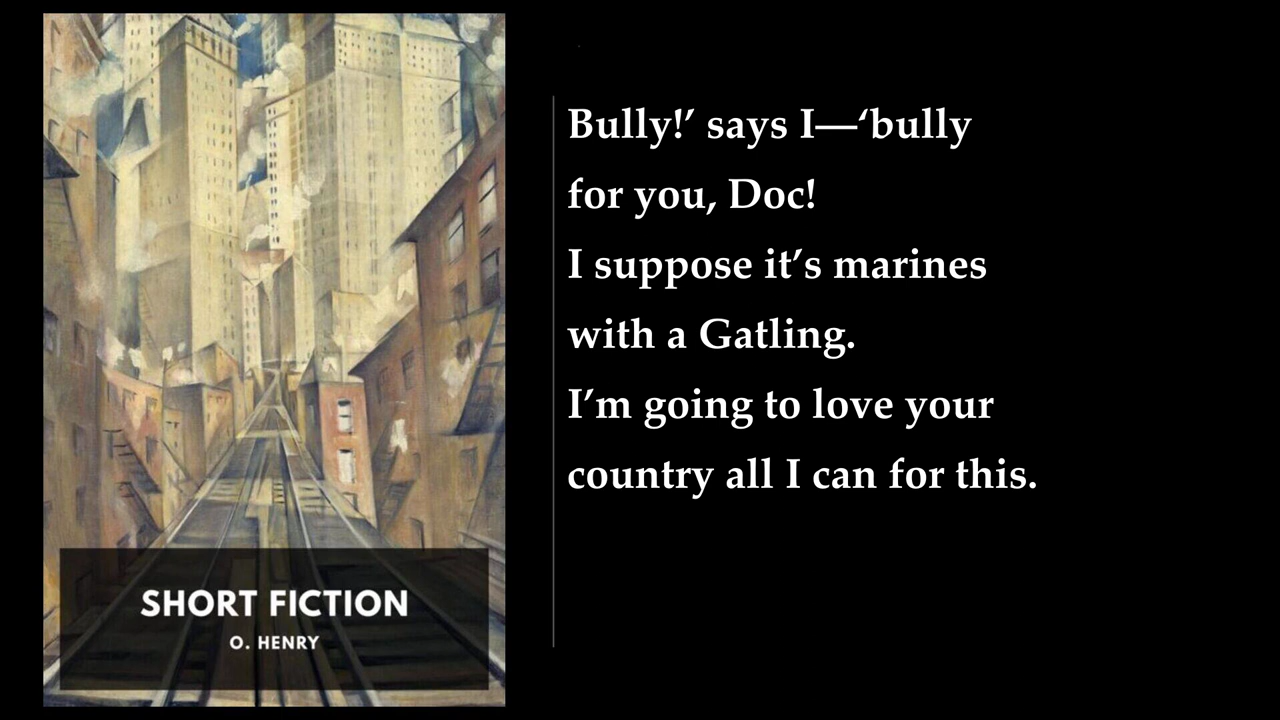 Bully!’ says I—‘bully
for you, Doc!
I suppose it’s marines
with a Gatling.
I’m going to love your
country all I can for this.
SHORT FICTION
O. HENRY